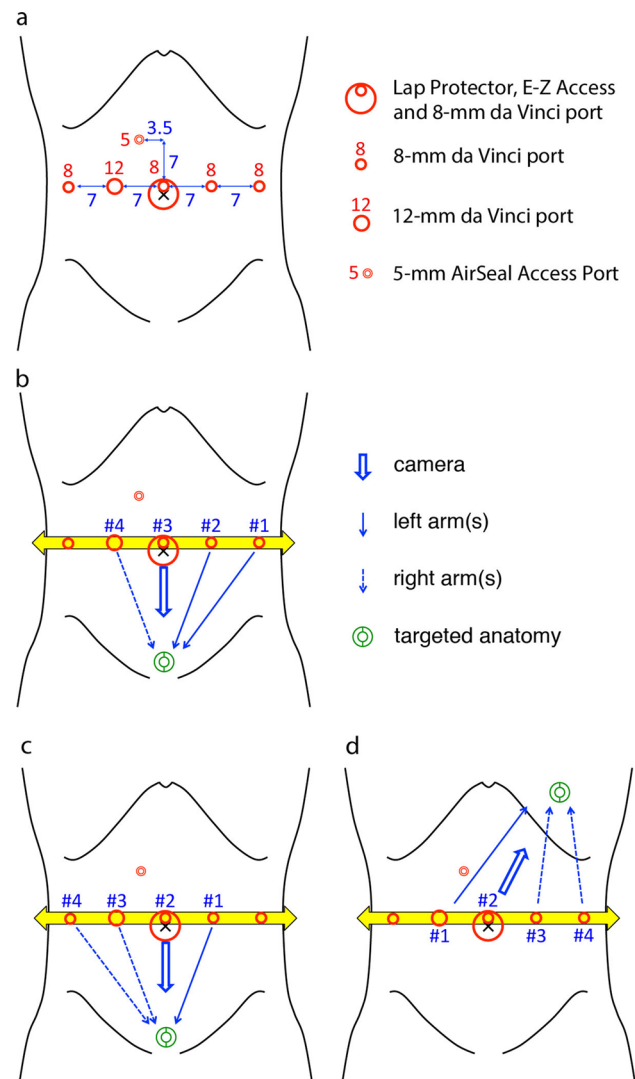 a
Lap Protector, E-Z Access
and 8-mm da Vinci port
3.5
5
7
8
8-mm da Vinci port
8 12 8 8 8
7 7 7 7
12
12-mm da Vinci port
5 5-mm AirSeal Access Port
b
camera
left arm(s)
#4 #3 #2 #1
right arm(s)
targeted anatomy
c
d
#4 #3 #2 #1
#2
#1 #3 #4